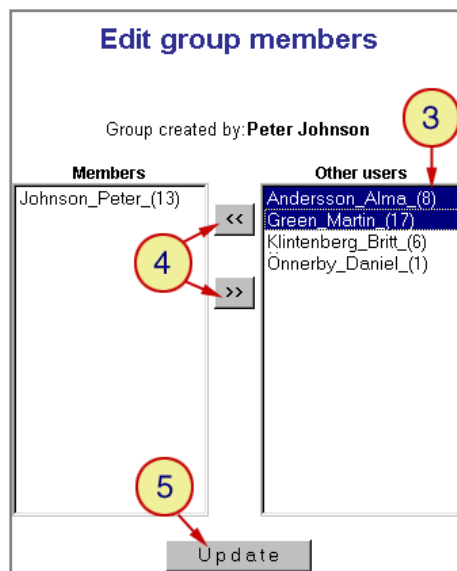 Edit group members
Group created by:Peter Johnson
3
Members
Other users
Johnson_Peter_(13)
<<
>>
4
Andersson_Alma_(8)
Green_Martin_(17)
Klintenberg_Britt_(6)
Önnerby_Daniel_(1)
5
Update